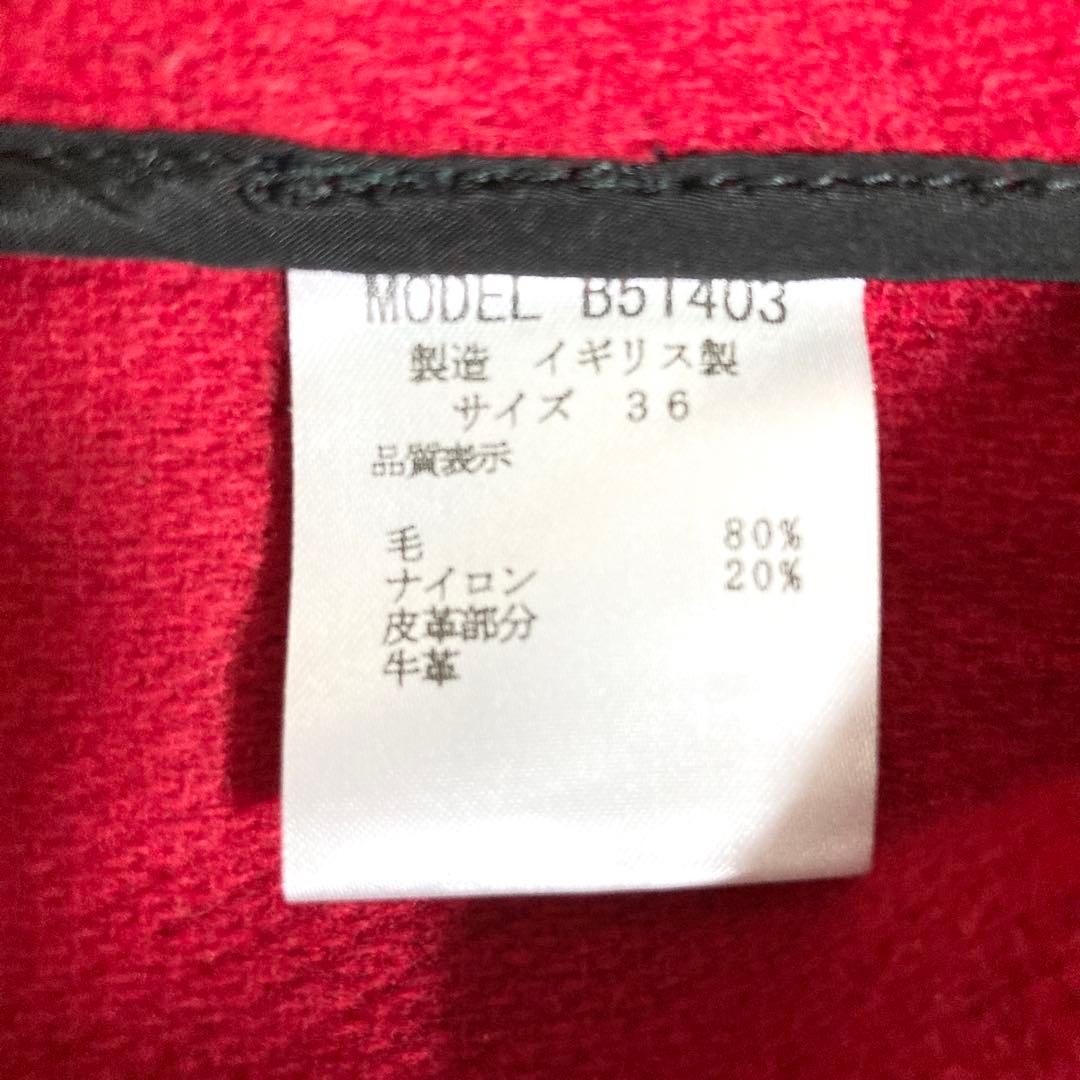 MODEL B51403
製造 イギリス製
サイズ 36
品質表示
毛 80%
ナイロン 20%
皮革部分
牛革